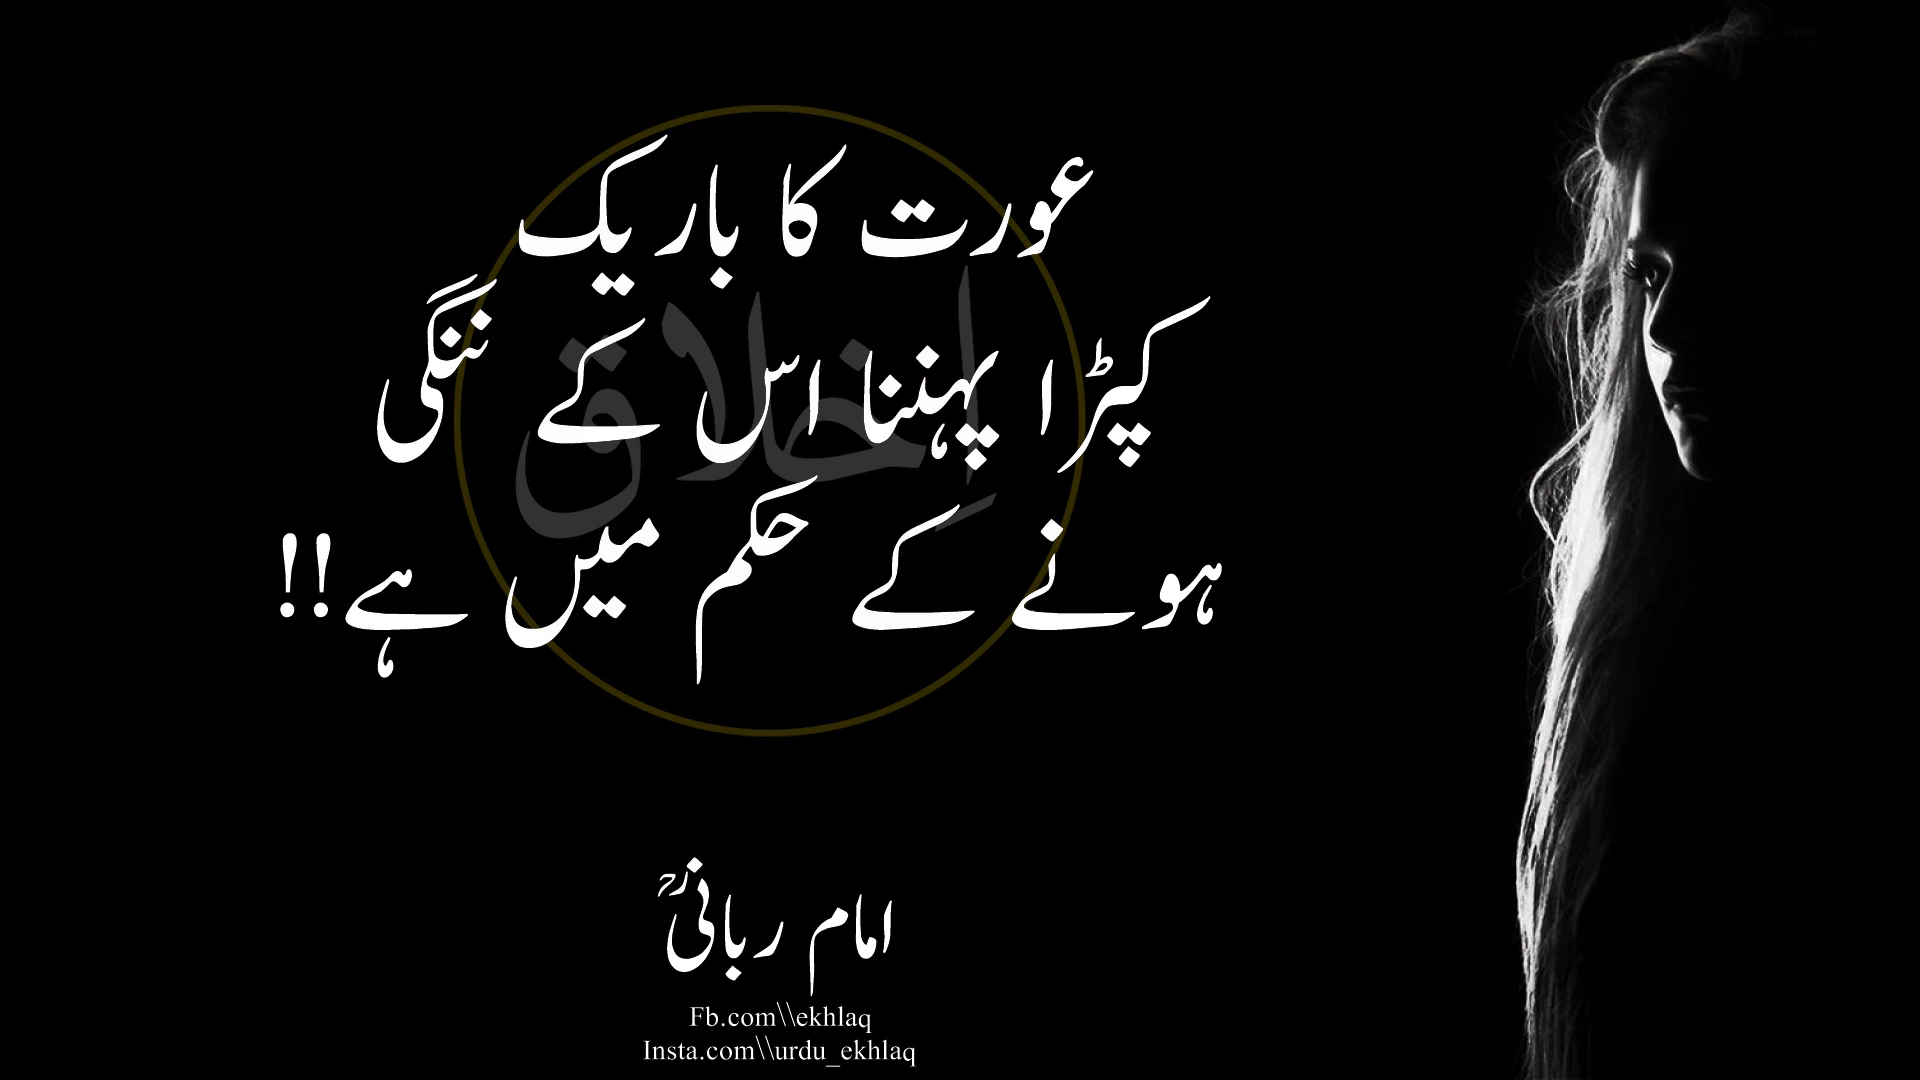 عورت کا باریک
کپڑا پہننا اس کے ننگی
ہونے کے حکم میں ہے!!
اِخلاق
امام ربانیؒ
Fb.com\\ekhlaq
Insta.com\\urdu_ekhlaq